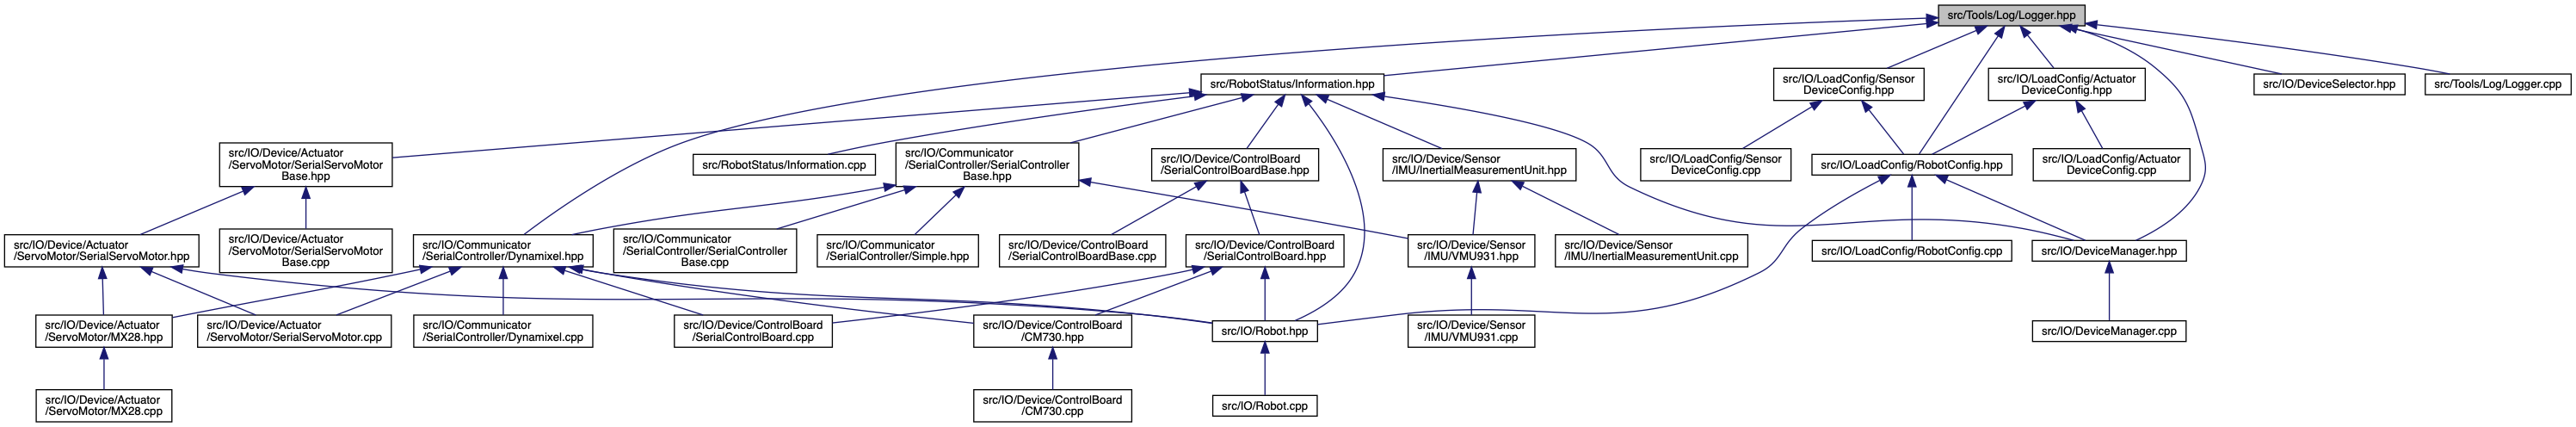 src/Tools/Log/Logger.hpp
src/RobotStatus/Information.hpp
src/IO/LoadConfig/Sensor
DeviceConfig.hpp
src/IO/LoadConfig/Actuator
DeviceConfig.hpp
src/IO/DeviceSelector.hpp
src/Tools/Log/Logger.cpp
src/IO/Device/Actuator
/ServoMotor/SerialServoMotor
Base.hpp
src/RobotStatus/Information.cpp
src/IO/Communicator
/SerialController/SerialController
Base.hpp
src/IO/Device/ControlBoard
/SerialControlBoardBase.hpp
src/IO/Device/Sensor
/IMU/InertialMeasurementUnit.hpp
src/IO/LoadConfig/Sensor
DeviceConfig.cpp
src/IO/LoadConfig/RobotConfig.hpp
src/IO/LoadConfig/Actuator
DeviceConfig.cpp
src/IO/Device/Actuator
/ServoMotor/SerialServoMotor.hpp
src/IO/Device/Actuator
/ServoMotor/SerialServoMotor
Base.cpp
src/IO/Communicator
/SerialController/Dynamixel.hpp
src/IO/Communicator
/SerialController/SerialController
Base.cpp
src/IO/Communicator
/SerialController/Simple.hpp
src/IO/Device/ControlBoard
/SerialControlBoardBase.cpp
src/IO/Device/ControlBoard
/SerialControlBoard.hpp
src/IO/Device/Sensor
/IMU/VMU931.hpp
src/IO/Device/Sensor
/IMU/InertialMeasurementUnit.cpp
src/IO/LoadConfig/RobotConfig.cpp
src/IO/DeviceManager.hpp
src/IO/Device/Actuator
/ServoMotor/MX28.hpp
src/IO/Device/Actuator
/ServoMotor/SerialServoMotor.cpp
src/IO/Communicator
/SerialController/Dynamixel.cpp
src/IO/Device/ControlBoard
/SerialControlBoard.cpp
src/IO/Device/ControlBoard
/CM730.hpp
src/IO/Robot.hpp
src/IO/Device/Sensor
/IMU/VMU931.cpp
src/IO/DeviceManager.cpp
src/IO/Device/Actuator
/ServoMotor/MX28.cpp
src/IO/Device/ControlBoard
/CM730.cpp
src/IO/Robot.cpp